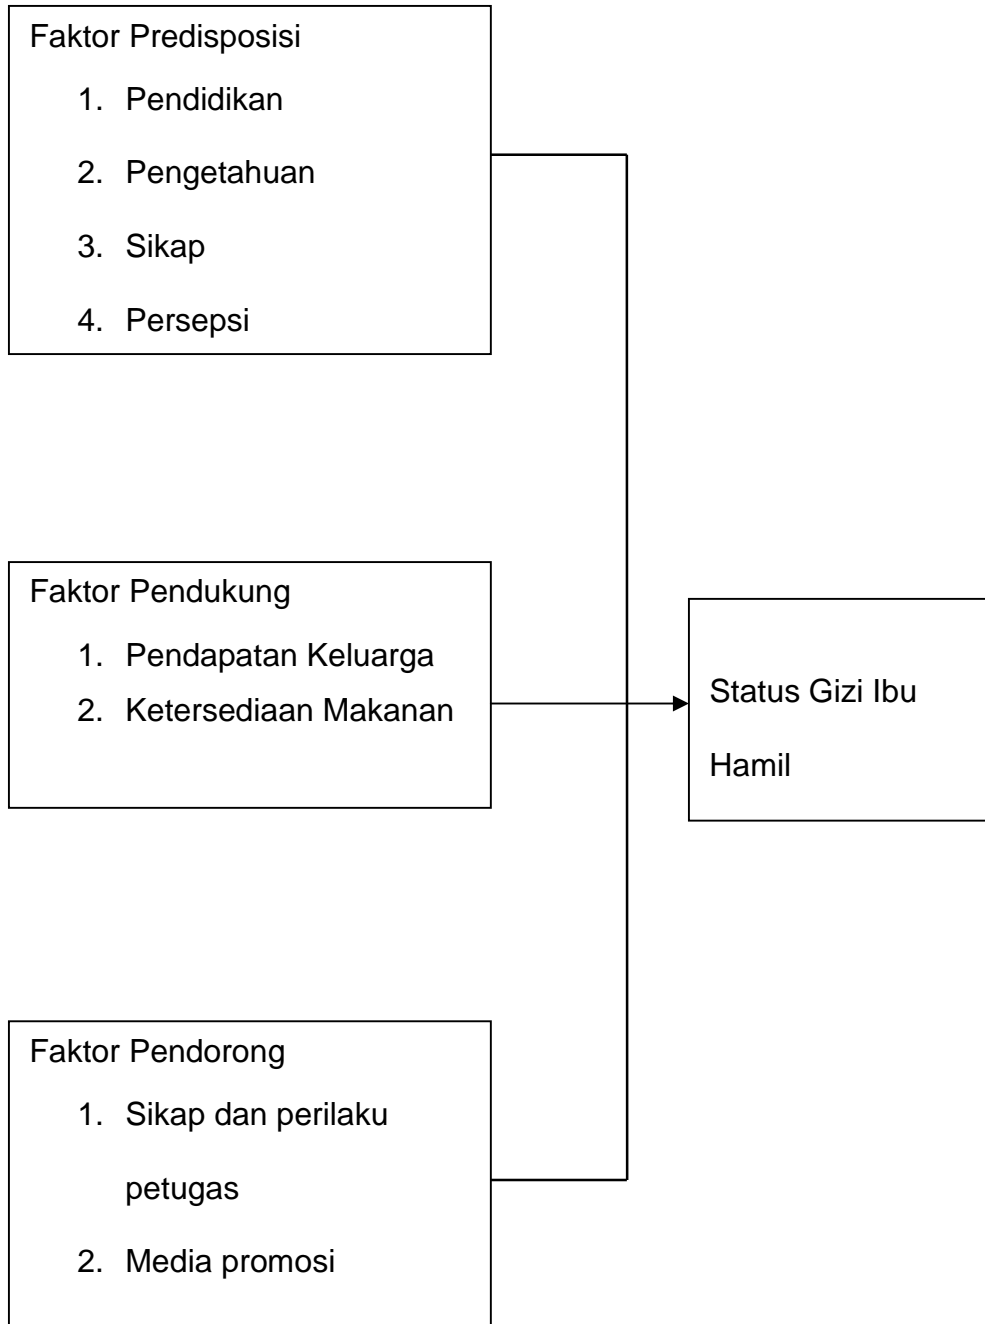 Faktor Predisposisi
1. Pendidikan
2. Pengetahuan
3. Sikap
4. Persepsi
Faktor Pendukung
1. Pendapatan Keluarga
2. Ketersediaan Makanan
Status Gizi Ibu
Hamil
Faktor Pendorong
1. Sikap dan perilaku
petugas
2. Media promosi